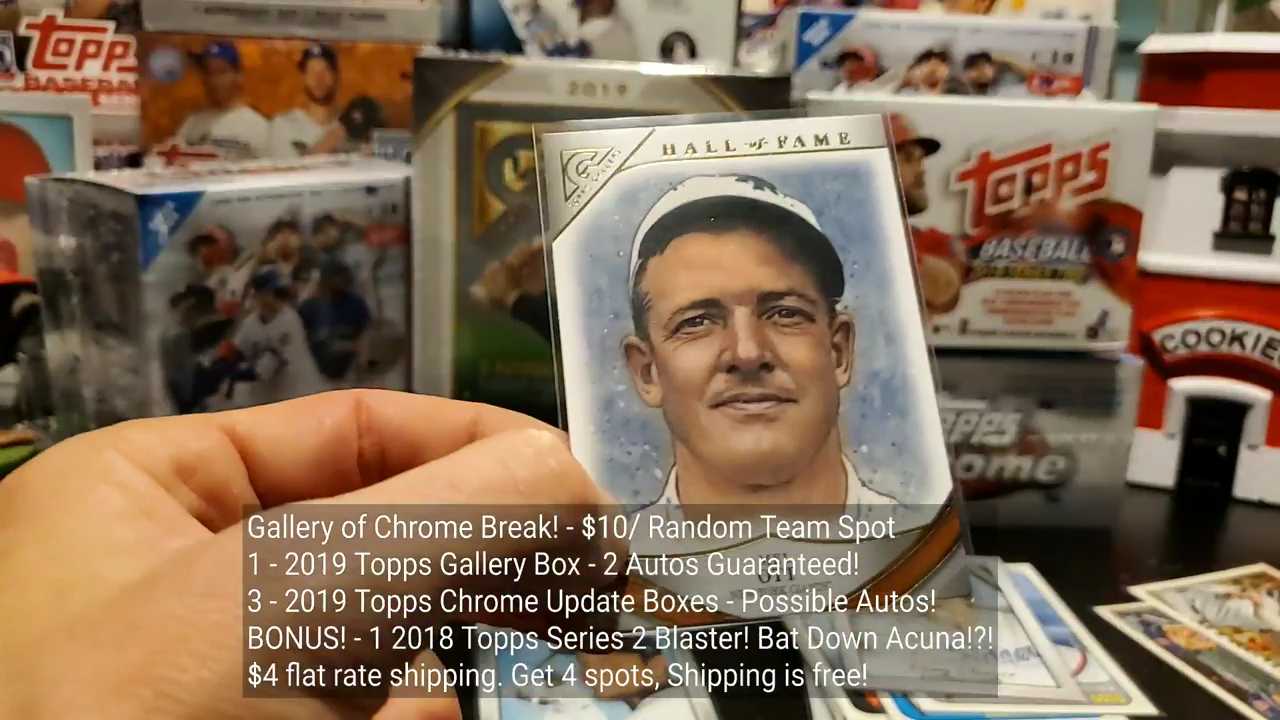 topps
BASEBALL
2019
HALL of FAME
topps
BASEBALL
COOKIE
topps
chrome
Gallery of Chrome Break! - $10/ Random Team Spot
1 - 2019 Topps Gallery Box - 2 Autos Guaranteed!
OTT
3 - 2019 Topps Chrome Update Boxes - Possible Autos!
BONUS! - 1 2018 Topps Series 2 Blaster! Bat Down Acuna!?!
$4 flat rate shipping. Get 4 spots, Shipping is free!